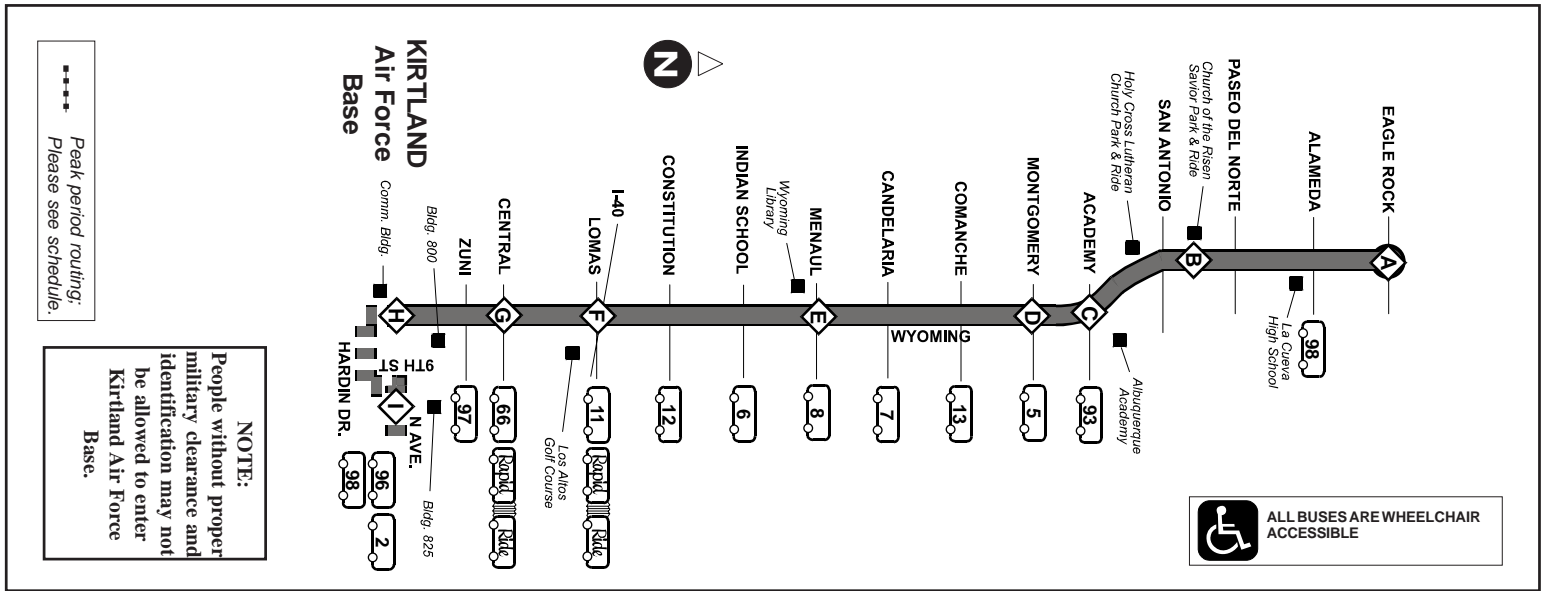 EAGLE ROCK
A
ALAMEDA
98
La Cueva
High School
PASEO DEL NORTE
Church of the Risen
Savior Park & Ride
B
SAN ANTONIO
Holy Cross Lutheran
Church Park & Ride
Albuquerque
Academy
ACADEMY
C
93
MONTGOMERY
D
5
COMANCHE
13
WYOMING
CANDELARIA
7
MENAUL
E
8
Wyoming
Library
INDIAN SCHOOL
6
CONSTITUTION
12
I-40
LOMAS
F
11
Rapid
Ride
Los Altos
Golf Course
CENTRAL
G
66
Rapid
Ride
ZUNI
97
Bldg. 800
Bldg. 825
N AVE.
9TH ST
I
HARDIN DR.
H
Comm. Bldg.
96
2
98
KIRTLAND
Air Force
Base
N
ALL BUSES ARE WHEELCHAIR
ACCESSIBLE
NOTE:
People without proper
military clearance and
identification may not
be allowed to enter
Kirtland Air Force
Base.
Peak period routing;
Please see schedule.